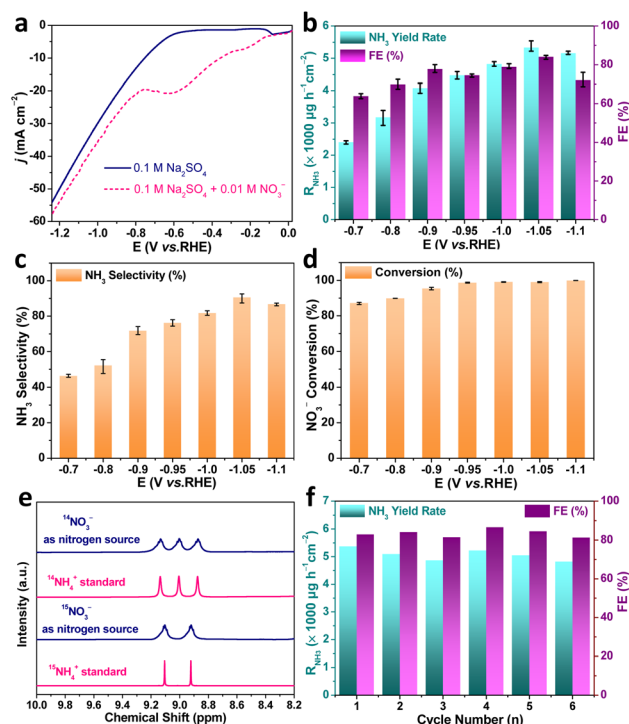 a
0
-10
-20
-30
-40
-50
-60
j (mA cm⁻²)
0.1 M Na₂SO₄
0.1 M Na₂SO₄ + 0.01 M NO₃⁻
-1.2 -1.0 -0.8 -0.6 -0.4 -0.2 0.0
E (V vs.RHE)
b
NH₃ Yield Rate
FE (%)
7
6
5
4
3
2
1
0
R_NH₃ (× 1000 μg h⁻¹ cm⁻²)
100
80
60
40
20
0
FE (%)
-0.7 -0.8 -0.9 -0.95 -1.0 -1.05 -1.1
E (V vs.RHE)
c
NH₃ Selectivity (%)
100
80
60
40
20
0
NH₃ Selectivity (%)
-0.7 -0.8 -0.9 -0.95 -1.0 -1.05 -1.1
E (V vs.RHE)
d
Conversion (%)
100
80
60
40
20
0
NO₃⁻ Conversion (%)
-0.7 -0.8 -0.9 -0.95 -1.0 -1.05 -1.1
E (V vs.RHE)
e
Intensity (a.u.)
¹⁴NO₃⁻
as nitrogen source
¹⁴NH₄⁺ standard
¹⁵NO₃⁻
as nitrogen source
¹⁵NH₄⁺ standard
10.0 9.8 9.6 9.4 9.2 9.0 8.8 8.6 8.4 8.2
Chemical Shift (ppm)
f
NH₃ Yield Rate
FE (%)
7
6
5
4
3
2
1
0
R_NH₃ (× 1000 μg h⁻¹ cm⁻²)
100
80
60
40
20
0
FE (%)
1 2 3 4 5 6
Cycle Number (n)